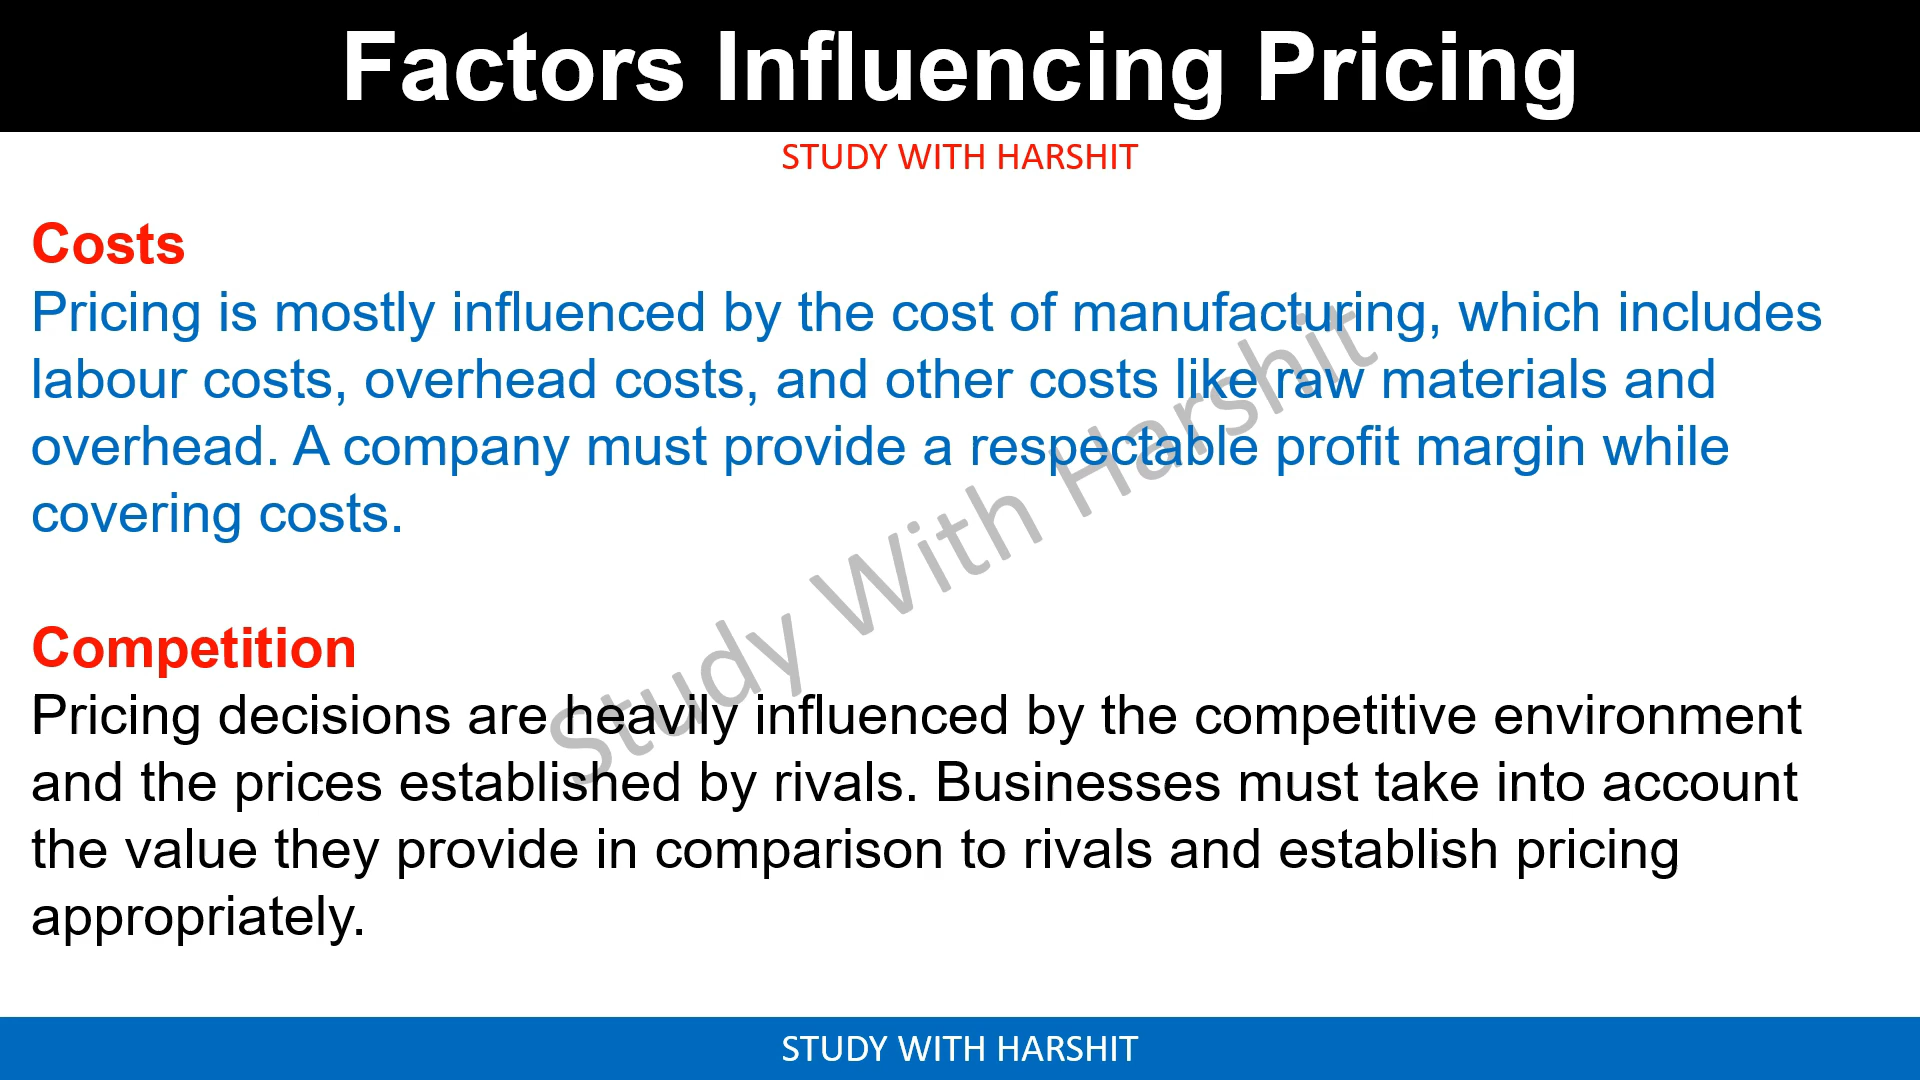 Factors Influencing Pricing
STUDY WITH HARSHIT
Costs
Pricing is mostly influenced by the cost of manufacturing, which includes
labour costs, overhead costs, and other costs like raw materials and
overhead. A company must provide a respectable profit margin while
covering costs.
Competition
Pricing decisions are heavily influenced by the competitive environment
and the prices established by rivals. Businesses must take into account
the value they provide in comparison to rivals and establish pricing
appropriately.
Study With Harshit
STUDY WITH HARSHIT